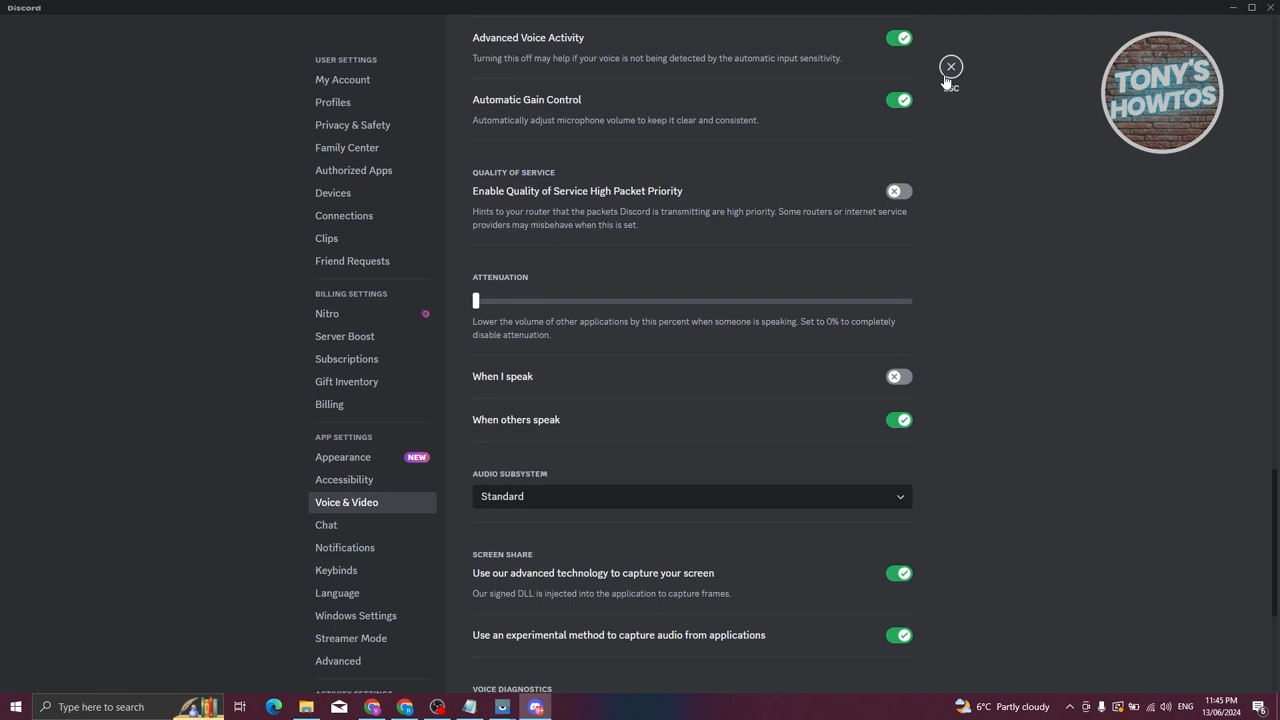 Discord
USER SETTINGS
My Account
Profiles
Privacy & Safety
Family Center
Authorized Apps
Devices
Connections
Clips
Friend Requests
BILLING SETTINGS
Nitro
Server Boost
Subscriptions
Gift Inventory
Billing
APP SETTINGS
Appearance NEW
Accessibility
Voice & Video
Chat
Notifications
Keybinds
Language
Windows Settings
Streamer Mode
Advanced
Advanced Voice Activity
Turning this off may help if your voice is not being detected by the automatic input sensitivity.
Automatic Gain Control
Automatically adjust microphone volume to keep it clear and consistent.
QUALITY OF SERVICE
Enable Quality of Service High Packet Priority
Hints to your router that the packets Discord is transmitting are high priority. Some routers or internet service
providers may misbehave when this is set.
ATTENUATION
Lower the volume of other applications by this percent when someone is speaking. Set to 0% to completely
disable attenuation.
When I speak
When others speak
AUDIO SUBSYSTEM
Standard
SCREEN SHARE
Use our advanced technology to capture your screen
Our signed DLL is injected into the application to capture frames.
Use an experimental method to capture audio from applications
VOICE DIAGNOSTICS
TONY'S
HOWTOS
Type here to search
6°C Partly cloudy
11:45 PM
13/06/2024